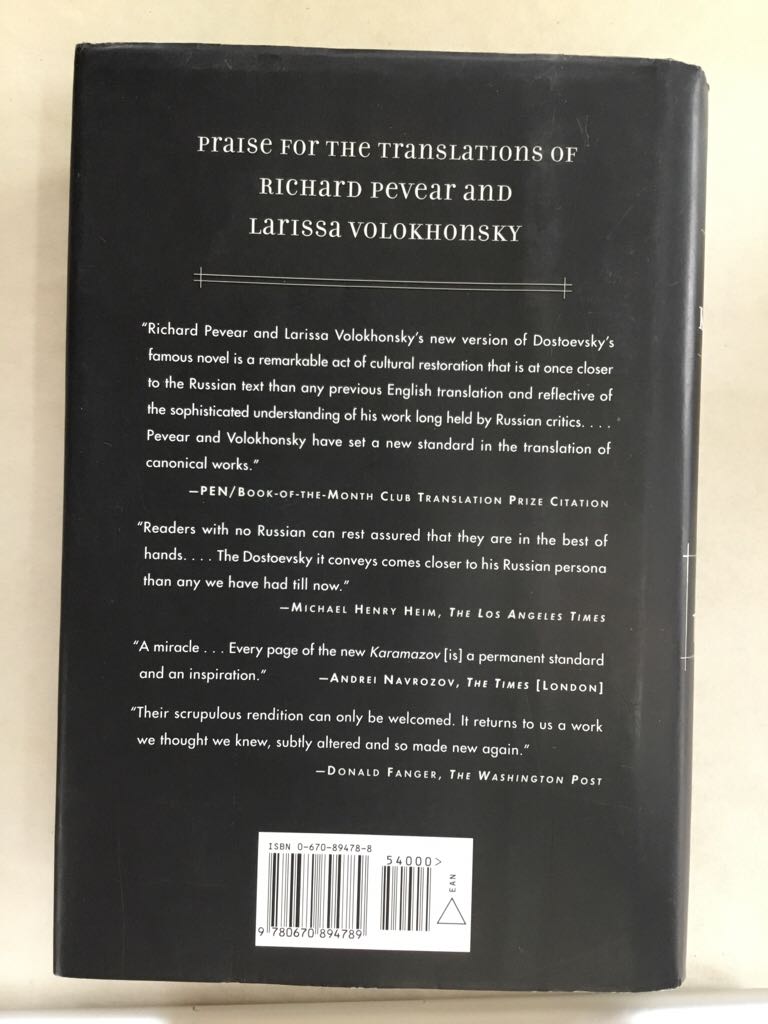 Praise for the Translations of
Richard Pevear and
Larissa Volokhonsky
“Richard Pevear and Larissa Volokhonsky’s new version of Dostoevsky’s
famous novel is a remarkable act of cultural restoration that is at once closer
to the Russian text than any previous English translation and reflective of
the sophisticated understanding of his work long held by Russian critics. . . .
Pevear and Volokhonsky have set a new standard in the translation of
canonical works.”
—PEN/Book-of-the-Month Club Translation Prize Citation
“Readers with no Russian can rest assured that they are in the best of
hands. . . . The Dostoevsky it conveys comes closer to his Russian persona
than any we have had till now.”
—Michael Henry Heim, The Los Angeles Times
“A miracle . . . Every page of the new Karamazov [is] a permanent standard
and an inspiration.” —Andrei Navrozov, The Times [London]
“Their scrupulous rendition can only be welcomed. It returns to us a work
we thought we knew, subtly altered and so made new again.”
—Donald Fanger, The Washington Post
ISBN 0-670-89478-8
54000>
EAN
9 780670 894789